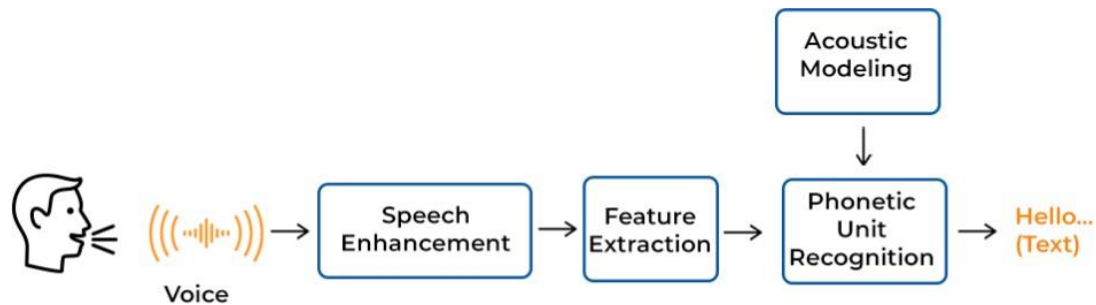 Acoustic
Modeling
Speech
Enhancement
Feature
Extraction
Phonetic
Unit
Recognition
Hello...
(Text)
Voice